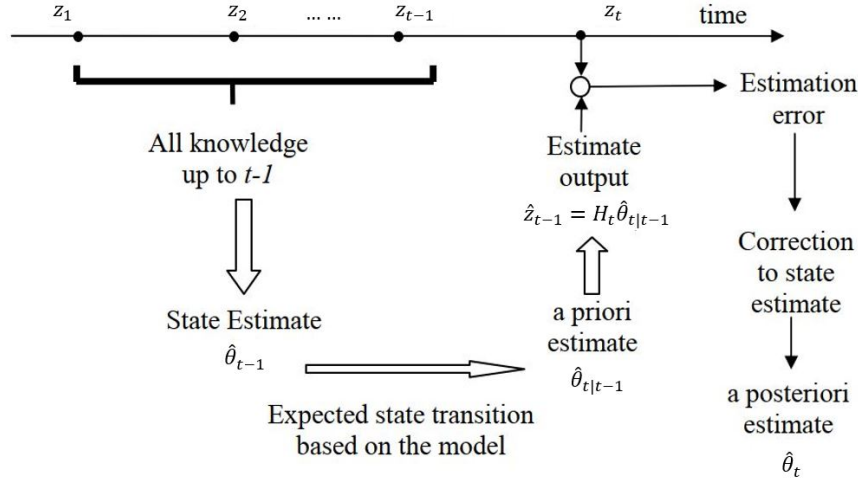 z₁ z₂ ... ... zₜ₋₁ zₜ time
All knowledge
up to t-1
State Estimate
θ̂ₜ₋₁
Expected state transition
based on the model
a priori
estimate
θ̂ₜ|ₜ₋₁
Estimate
output
ẑₜ₋₁ = Hₜθ̂ₜ|ₜ₋₁
Estimation
error
Correction
to state
estimate
a posteriori
estimate
θ̂ₜ